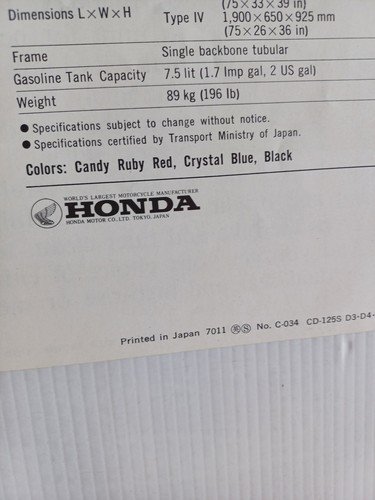 (75×33×39 in)
Dimensions L×W×H Type IV 1,900×650×925 mm
(75×26×36 in)
Frame Single backbone tubular
Gasoline Tank Capacity 7.5 lit (1.7 Imp gal, 2 US gal)
Weight 89 kg (196 lb)
● Specifications subject to change without notice.
● Specifications certified by Transport Ministry of Japan.
Colors: Candy Ruby Red, Crystal Blue, Black
WORLD'S LARGEST MOTORCYCLE MANUFACTURER
HONDA
HONDA MOTOR CO., LTD. TOKYO, JAPAN
Printed in Japan 7011 No. C-034 CD-125S D3-D4-